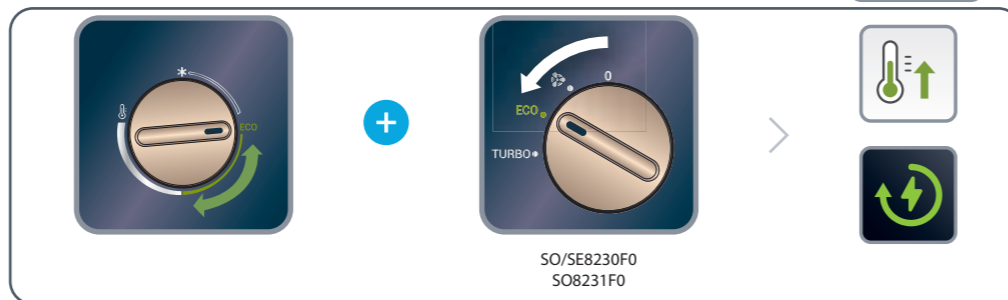 ECO
0
ECO
TURBO
SO/SE8230F0
SO8231F0